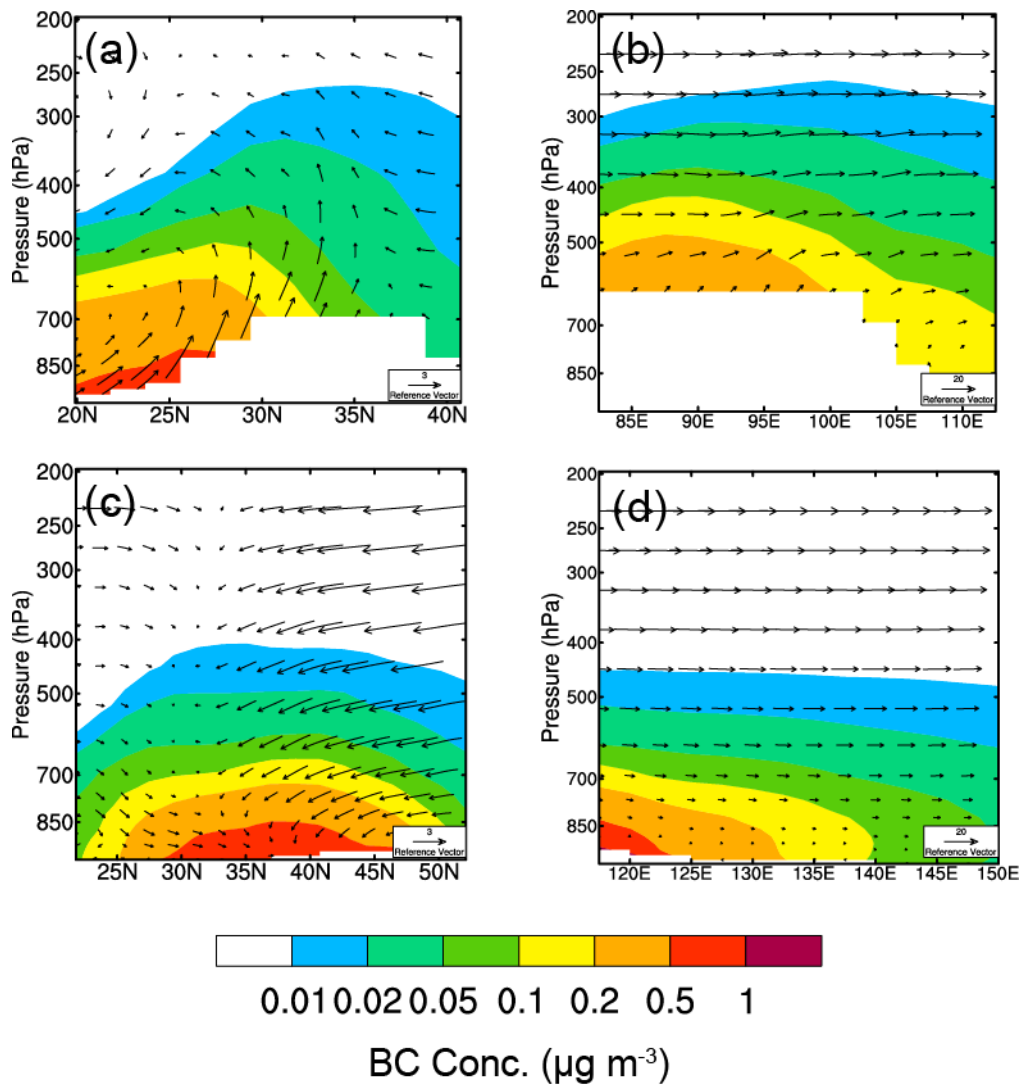 (a)
Pressure (hPa)
200
250
300
400
500
700
850
20N 25N 30N 35N 40N
3
Reference Vector
(b)
Pressure (hPa)
200
250
300
400
500
700
850
85E 90E 95E 100E 105E 110E
20
Reference Vector
(c)
Pressure (hPa)
200
250
300
400
500
700
850
25N 30N 35N 40N 45N 50N
3
Reference Vector
(d)
Pressure (hPa)
200
250
300
400
500
700
850
120E 125E 130E 135E 140E 145E 150E
20
Reference Vector
0.01 0.02 0.05 0.1 0.2 0.5 1
BC Conc. (μg m⁻³)